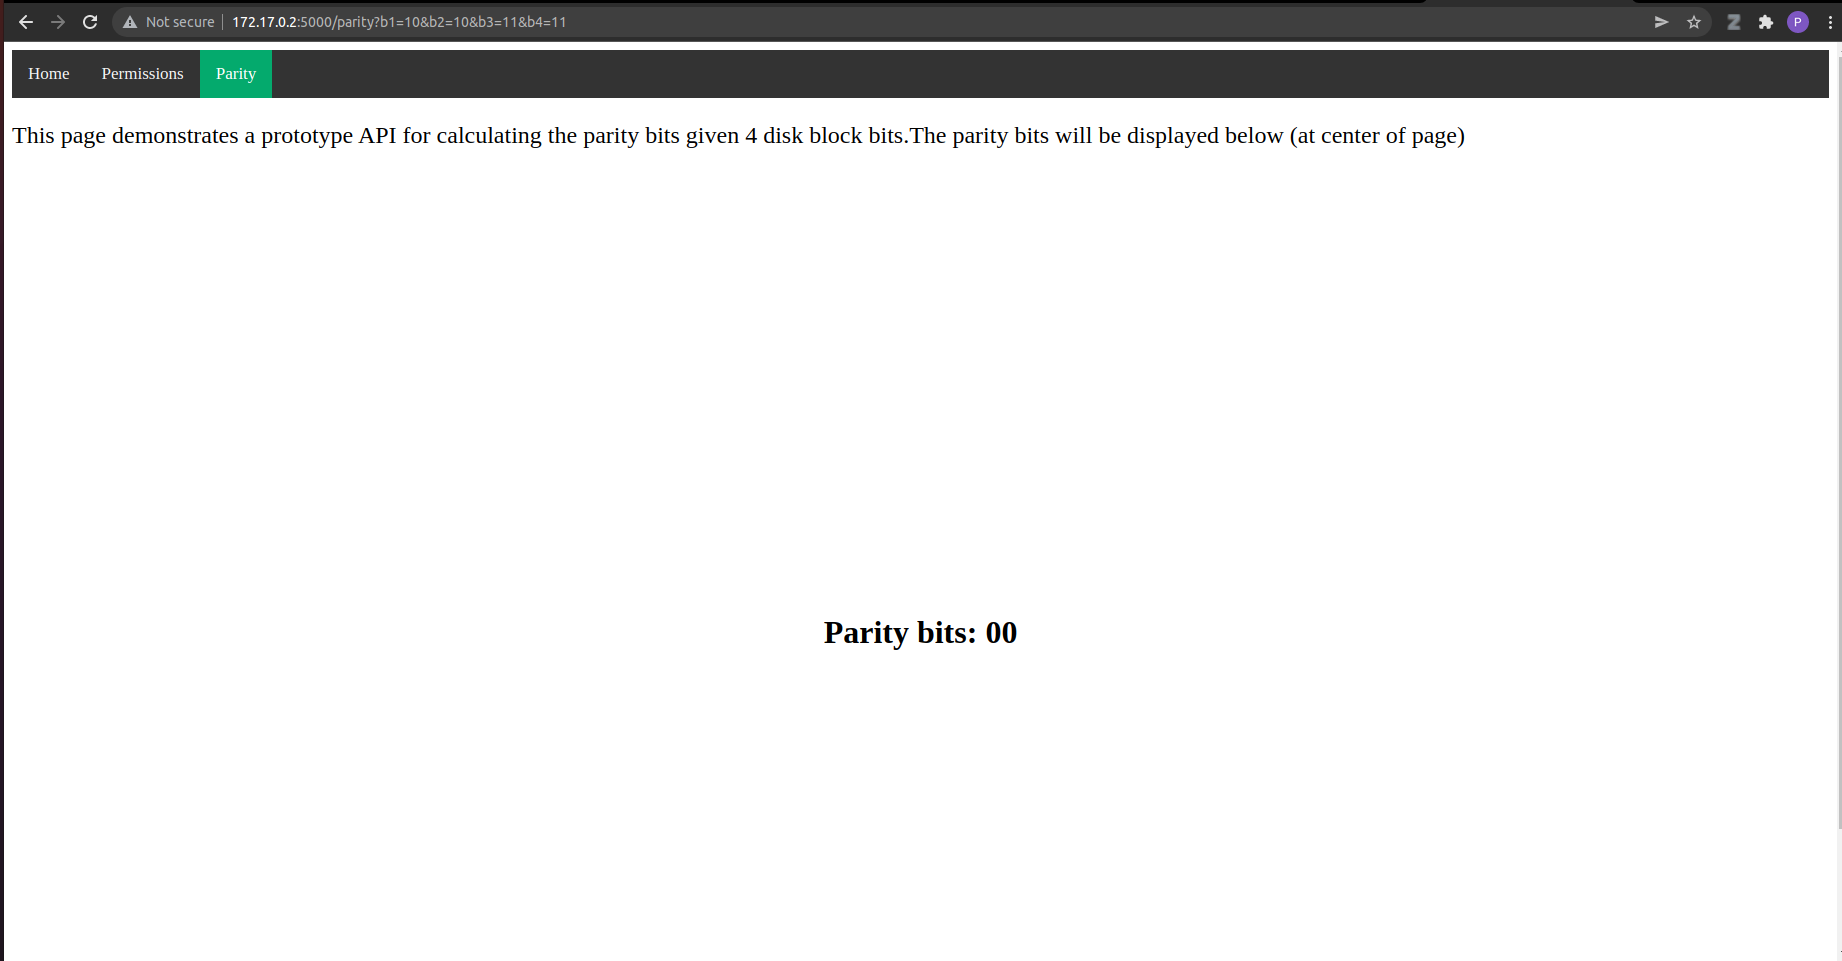 Not secure 172.17.0.2:5000/parity?b1=10&b2=10&b3=11&b4=11
Z
P
Home Permissions Parity
This page demonstrates a prototype API for calculating the parity bits given 4 disk block bits.The parity bits will be displayed below (at center of page)
Parity bits: 00